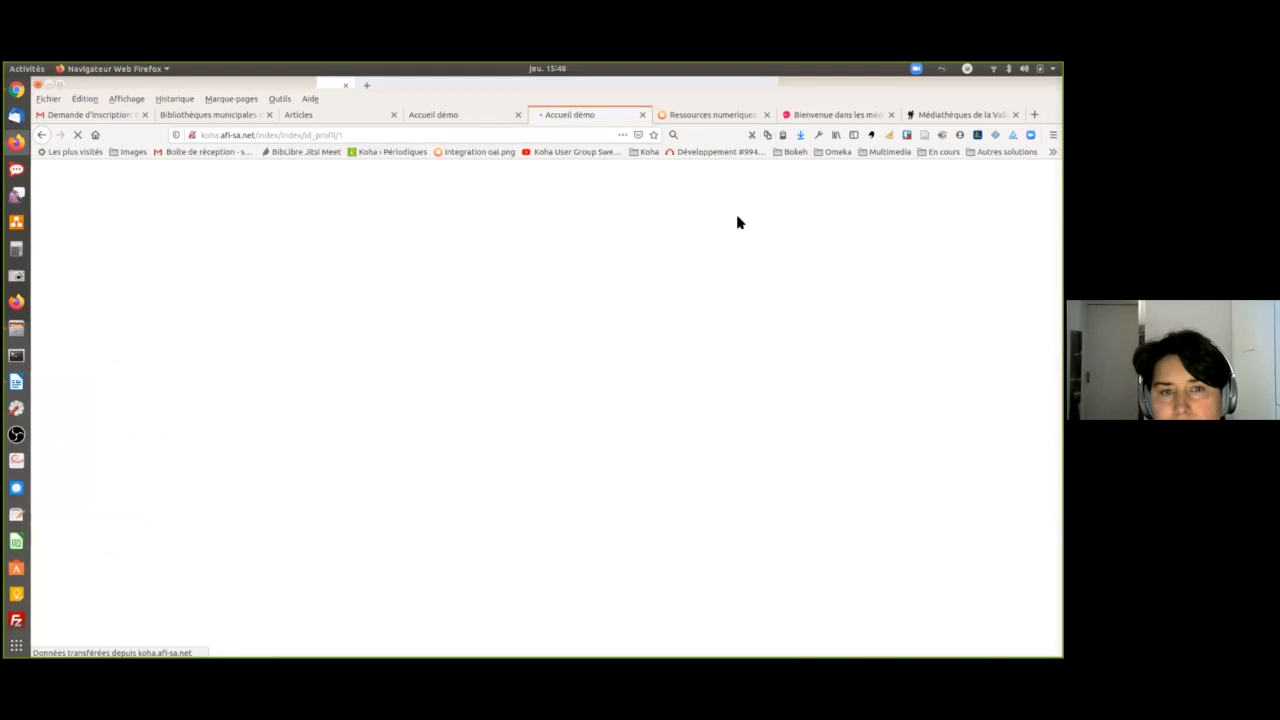 Activités Navigateur Web Firefox jeu. 15:48
Fichier Édition Affichage Historique Marque-pages Outils Aide
Demande d'inscription: Bibliothèques municipales Articles Accueil démo Accueil démo Ressources numeriques Bienvenue dans les méd Médiathèques de la Vall
koha.afi-sa.net/index/index/id_profil/1
Les plus visités Images Boîte de réception - s... BibLibre Jitsi Meet Koha › Périodiques Integration oai.png Koha User Group Swe... Koha Développement #994... Bokeh Omeka Multimedia En cours Autres solutions
Données transférées depuis koha.afi-sa.net